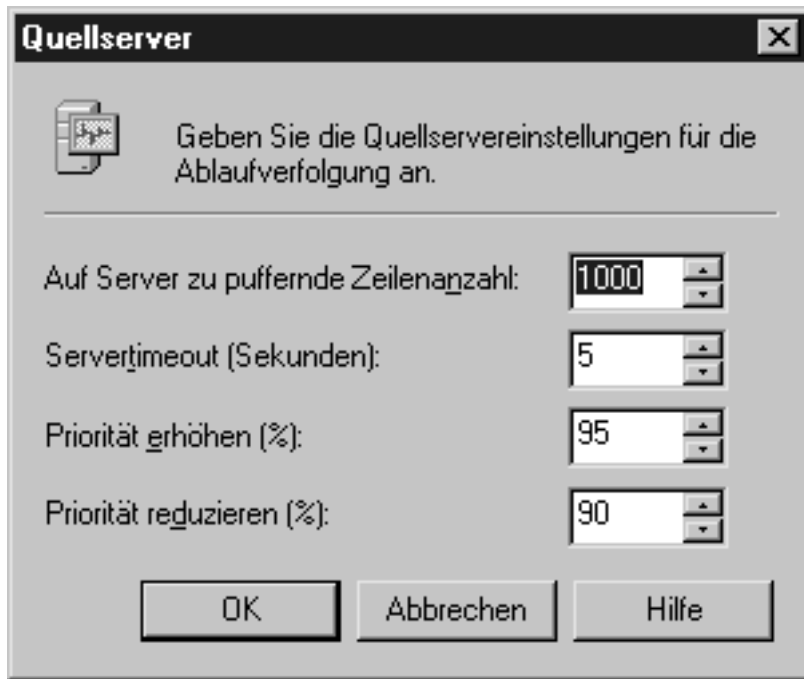 Quellserver
Geben Sie die Quellservereinstellungen für die
Ablaufverfolgung an.
Auf Server zu puffernde Zeilenanzahl: 1000
Servertimeout (Sekunden): 5
Priorität erhöhen (%): 95
Priorität reduzieren (%): 90
OK Abbrechen Hilfe